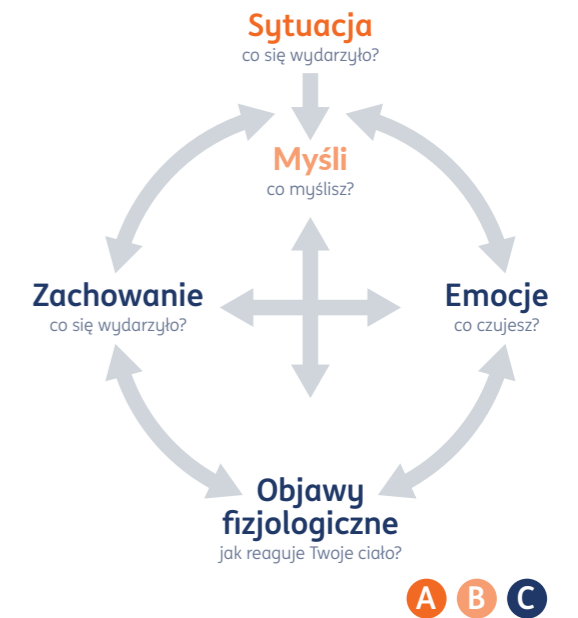 Sytuacja
co się wydarzyło?
Myśli
co myślisz?
Zachowanie
co się wydarzyło?
Emocje
co czujesz?
Objawy
fizjologiczne
jak reaguje Twoje ciało?
A B C